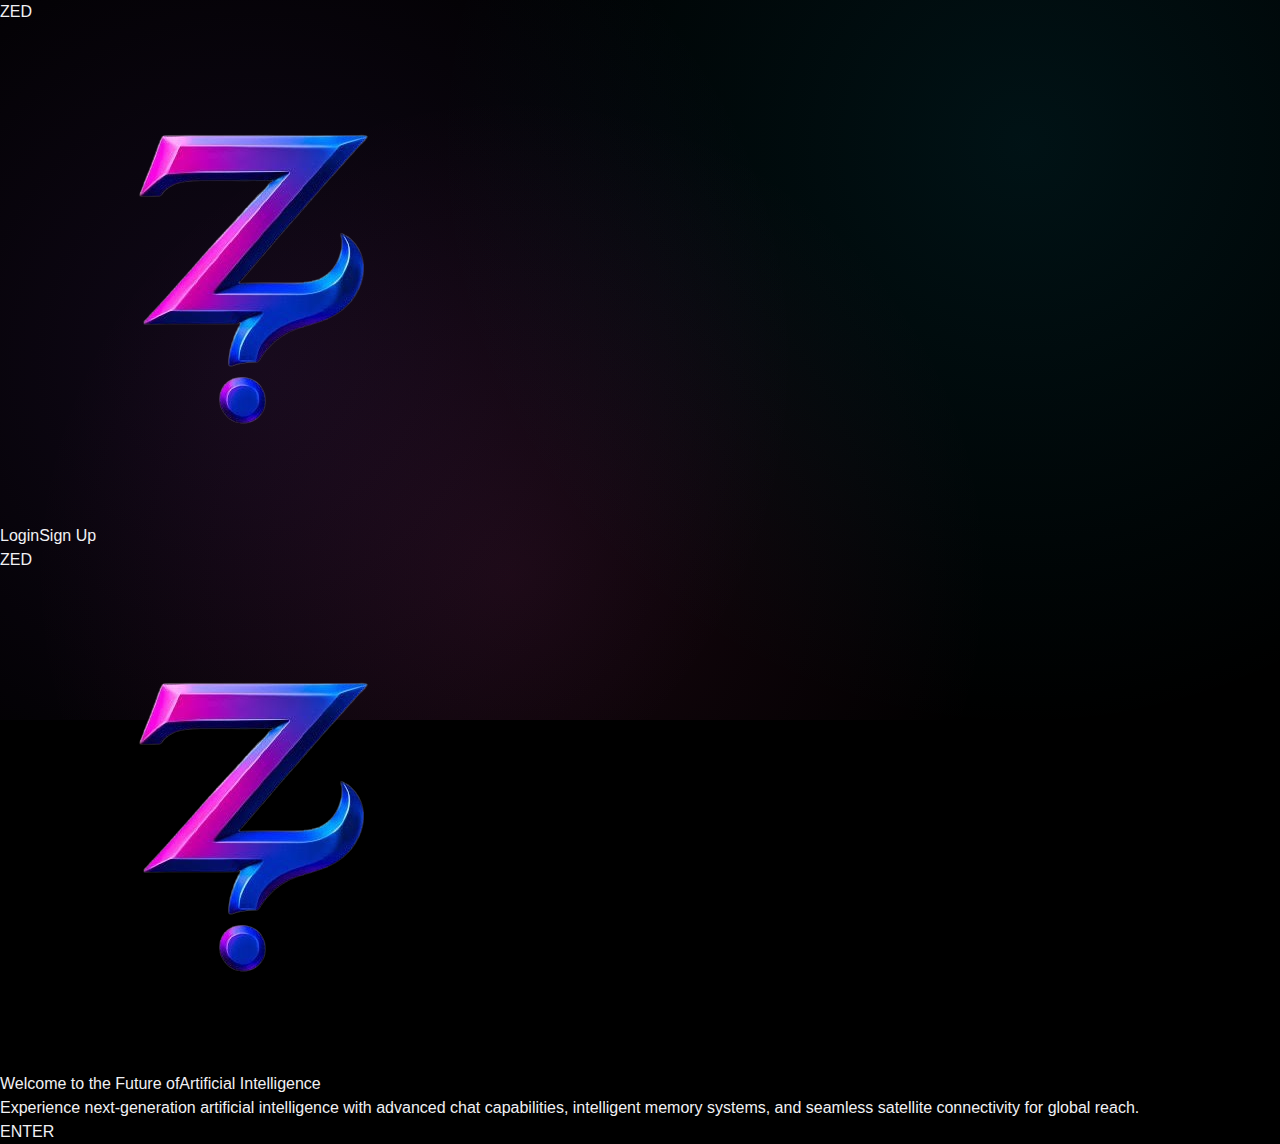 ZED
LoginSign Up
ZED
Welcome to the Future ofArtificial Intelligence
Experience next-generation artificial intelligence with advanced chat capabilities, intelligent memory systems, and seamless satellite connectivity for global reach.
ENTER